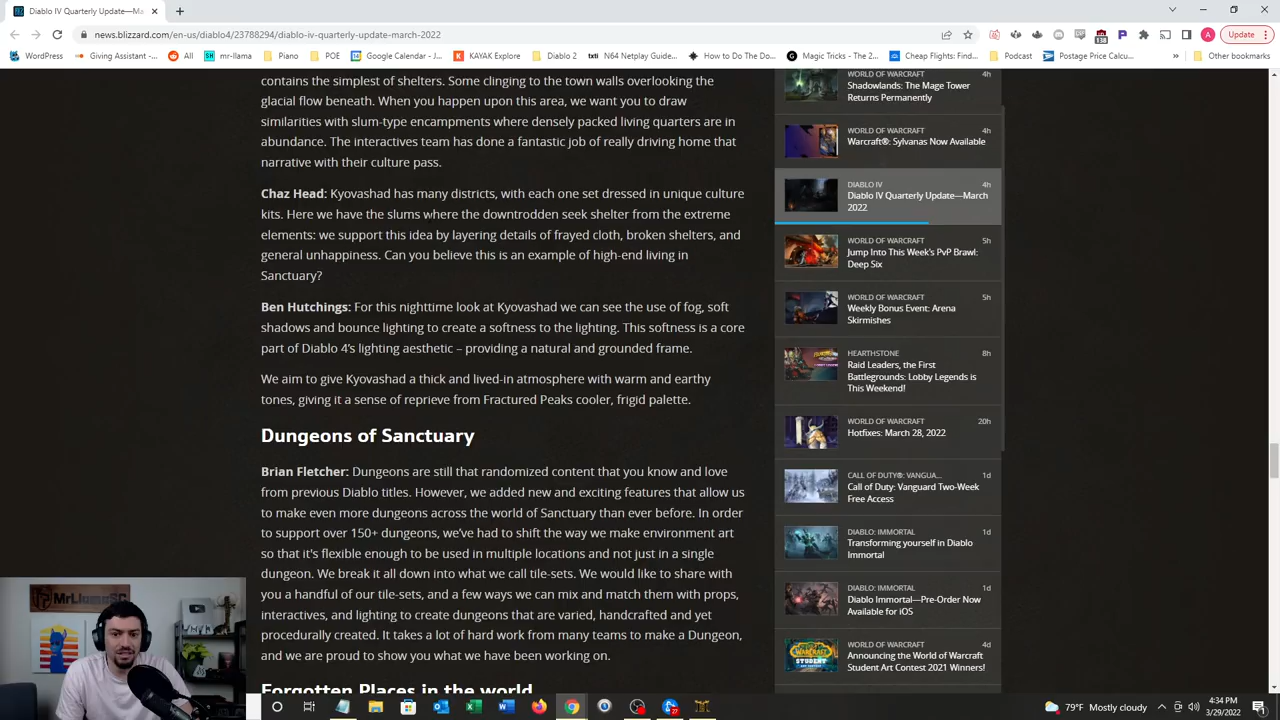 Diablo IV Quarterly Update—Ma
news.blizzard.com/en-us/diablo4/23788294/diablo-iv-quarterly-update-march-2022
Update
WordPress
Giving Assistant -...
All
mr-llama
Piano
POE
Google Calendar - J...
KAYAK Explore
Diablo 2
txti
N64 Netplay Guide...
How to Do The Do...
Magic Tricks - The 2...
Cheap Flights: Find...
Podcast
Postage Price Calcu...
Other bookmarks
contains the simplest of shelters. Some clinging to the town walls overlooking the
glacial flow beneath. When you happen upon this area, we want you to draw
similarities with slum-type encampments where densely packed living quarters are in
abundance. The interactives team has done a fantastic job of really driving home that
narrative with their culture pass.
Chaz Head: Kyovashad has many districts, with each one set dressed in unique culture
kits. Here we have the slums where the downtrodden seek shelter from the extreme
elements: we support this idea by layering details of frayed cloth, broken shelters, and
general unhappiness. Can you believe this is an example of high-end living in
Sanctuary?
Ben Hutchings: For this nighttime look at Kyovashad we can see the use of fog, soft
shadows and bounce lighting to create a softness to the lighting. This softness is a core
part of Diablo 4's lighting aesthetic – providing a natural and grounded frame.
We aim to give Kyovashad a thick and lived-in atmosphere with warm and earthy
tones, giving it a sense of reprieve from Fractured Peaks cooler, frigid palette.
Dungeons of Sanctuary
Brian Fletcher: Dungeons are still that randomized content that you know and love
from previous Diablo titles. However, we added new and exciting features that allow us
to make even more dungeons across the world of Sanctuary than ever before. In order
to support over 150+ dungeons, we've had to shift the way we make environment art
so that it's flexible enough to be used in multiple locations and not just in a single
dungeon. We break it all down into what we call tile-sets. We would like to share with
you a handful of our tile-sets, and a few ways we can mix and match them with props,
interactives, and lighting to create dungeons that are varied, handcrafted and yet
procedurally created. It takes a lot of hard work from many teams to make a Dungeon,
and we are proud to show you what we have been working on.
Forgotten Places in the world
WORLD OF WARCRAFT 4h
Shadowlands: The Mage Tower
Returns Permanently
WORLD OF WARCRAFT 4h
Warcraft®: Sylvanas Now Available
DIABLO IV 4h
Diablo IV Quarterly Update—March
2022
WORLD OF WARCRAFT 5h
Jump Into This Week's PvP Brawl:
Deep Six
WORLD OF WARCRAFT 5h
Weekly Bonus Event: Arena
Skirmishes
HEARTHSTONE 8h
Raid Leaders, the First
Battlegrounds: Lobby Legends is
This Weekend!
WORLD OF WARCRAFT 20h
Hotfixes: March 28, 2022
CALL OF DUTY®: VANGUA... 1d
Call of Duty: Vanguard Two-Week
Free Access
DIABLO: IMMORTAL 1d
Transforming yourself in Diablo
Immortal
DIABLO: IMMORTAL 1d
Diablo Immortal—Pre-Order Now
Available for iOS
WORLD OF WARCRAFT 4d
Announcing the World of Warcraft
Student Art Contest 2021 Winners!
MrLlamaSC
79°F Mostly cloudy
4:34 PM
3/29/2022